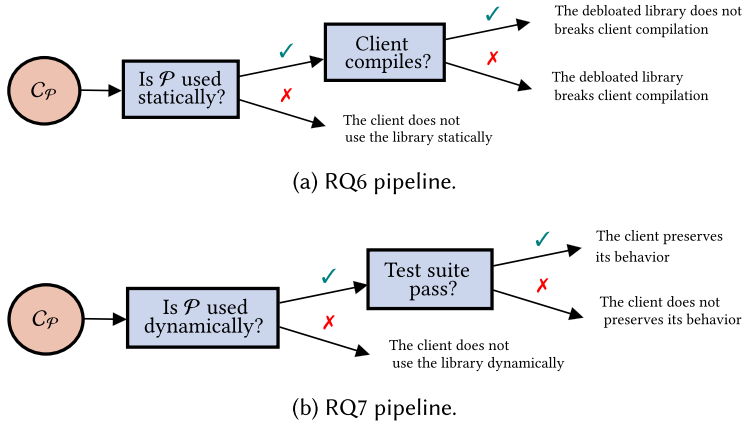 The debloated library does not
breaks client compilation
✓
Client
compiles?
✗
The debloated library
breaks client compilation
𝒞𝒫
Is 𝒫 used
statically?
✓
✗
The client does not
use the library statically
(a) RQ6 pipeline.
✓
The client preserves
its behavior
Test suite
pass?
✗
The client does not
preserves its behavior
𝒞𝒫
Is 𝒫 used
dynamically?
✓
✗
The client does not
use the library dynamically
(b) RQ7 pipeline.